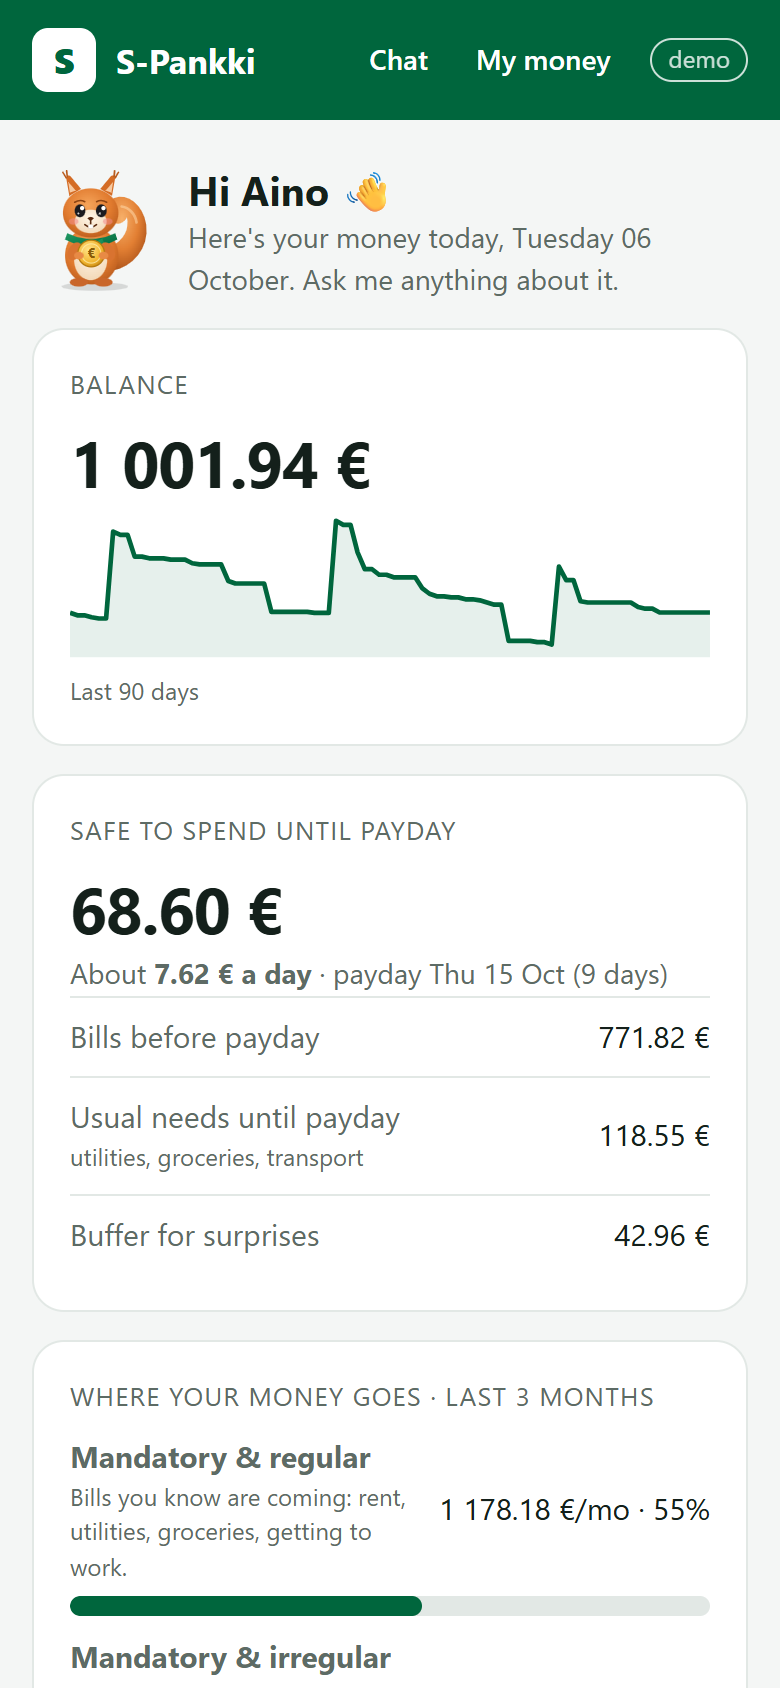 S S-Pankki Chat My money demo
Hi Aino 👋
Here's your money today, Tuesday 06
October. Ask me anything about it.
€
BALANCE
1 001.94 €
Last 90 days
SAFE TO SPEND UNTIL PAYDAY
68.60 €
About 7.62 € a day · payday Thu 15 Oct (9 days)
Bills before payday 771.82 €
Usual needs until payday
utilities, groceries, transport
118.55 €
Buffer for surprises 42.96 €
WHERE YOUR MONEY GOES · LAST 3 MONTHS
Mandatory & regular
Bills you know are coming: rent,
utilities, groceries, getting to
work.
1 178.18 €/mo · 55%
Mandatory & irregular